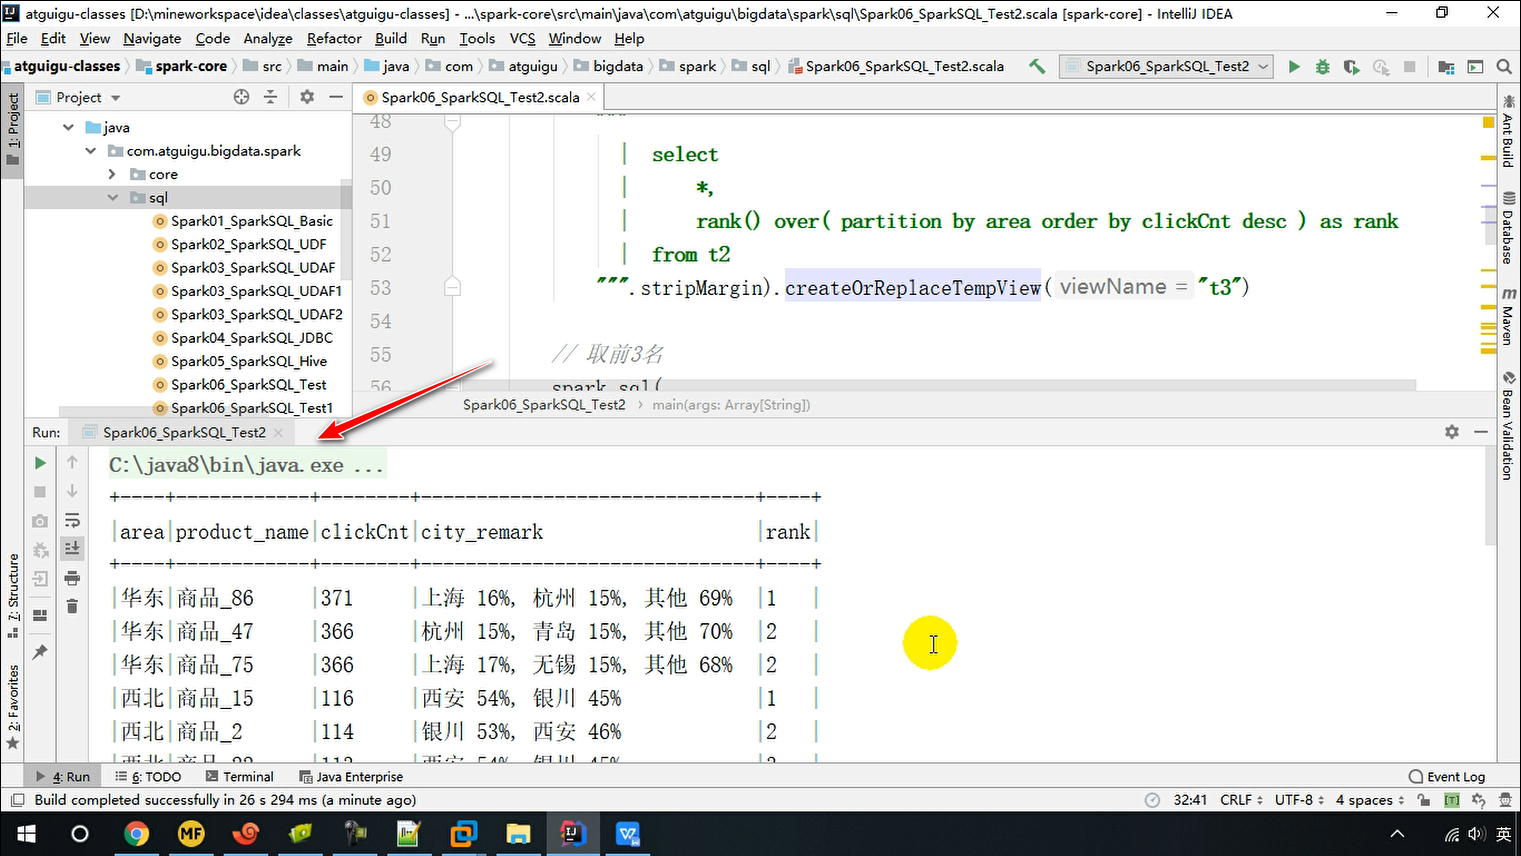 atguigu-classes [D:\mineworkspace\idea\classes\atguigu-classes] - ...\spark-core\src\main\java\com\atguigu\bigdata\spark\sql\Spark06_SparkSQL_Test2.scala [spark-core] - IntelliJ IDEA
File Edit View Navigate Code Analyze Refactor Build Run Tools VCS Window Help
atguigu-classes spark-core src main java com atguigu bigdata spark sql Spark06_SparkSQL_Test2.scala Spark06_SparkSQL_Test2
Project Spark06_SparkSQL_Test2.scala
1: Project
Ant Build
Database
Maven
Bean Validation
7: Structure
2: Favorites
java
com.atguigu.bigdata.spark
core
sql
Spark01_SparkSQL_Basic
Spark02_SparkSQL_UDF
Spark03_SparkSQL_UDAF
Spark03_SparkSQL_UDAF1
Spark03_SparkSQL_UDAF2
Spark04_SparkSQL_JDBC
Spark05_SparkSQL_Hive
Spark06_SparkSQL_Test
Spark06_SparkSQL_Test1
48 """
49 | select
50 | *,
51 | rank() over( partition by area order by clickCnt desc ) as rank
52 | from t2
53 """.stripMargin).createOrReplaceTempView( viewName = "t3")
54
55 // 取前3名
56 spark.sql(
Spark06_SparkSQL_Test2 › main(args: Array[String])
Run: Spark06_SparkSQL_Test2
C:\java8\bin\java.exe ...
+----+------------+--------+------------------------------+----+
|area|product_name|clickCnt|city_remark |rank|
+----+------------+--------+------------------------------+----+
|华东|商品_86 |371 |上海 16%, 杭州 15%, 其他 69% |1 |
|华东|商品_47 |366 |杭州 15%, 青岛 15%, 其他 70% |2 |
|华东|商品_75 |366 |上海 17%, 无锡 15%, 其他 68% |2 |
|西北|商品_15 |116 |西安 54%, 银川 45% |1 |
|西北|商品_2 |114 |银川 53%, 西安 46% |2 |
4: Run 6: TODO Terminal Java Enterprise Event Log
Build completed successfully in 26 s 294 ms (a minute ago) 32:41 CRLF UTF-8 4 spaces
英